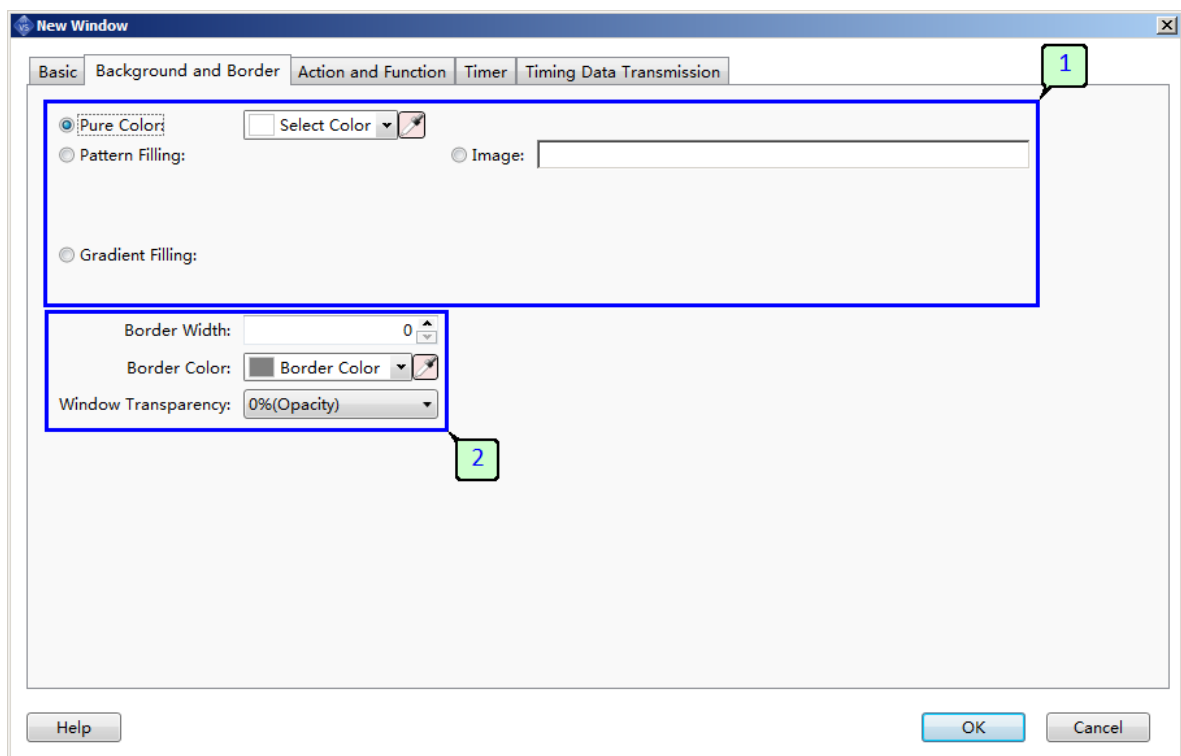 VS New Window
Basic Background and Border Action and Function Timer Timing Data Transmission
1
Pure Color: Select Color
Pattern Filling: Image:
Gradient Filling:
Border Width: 0
Border Color: Border Color
Window Transparency: 0%(Opacity)
2
Help OK Cancel